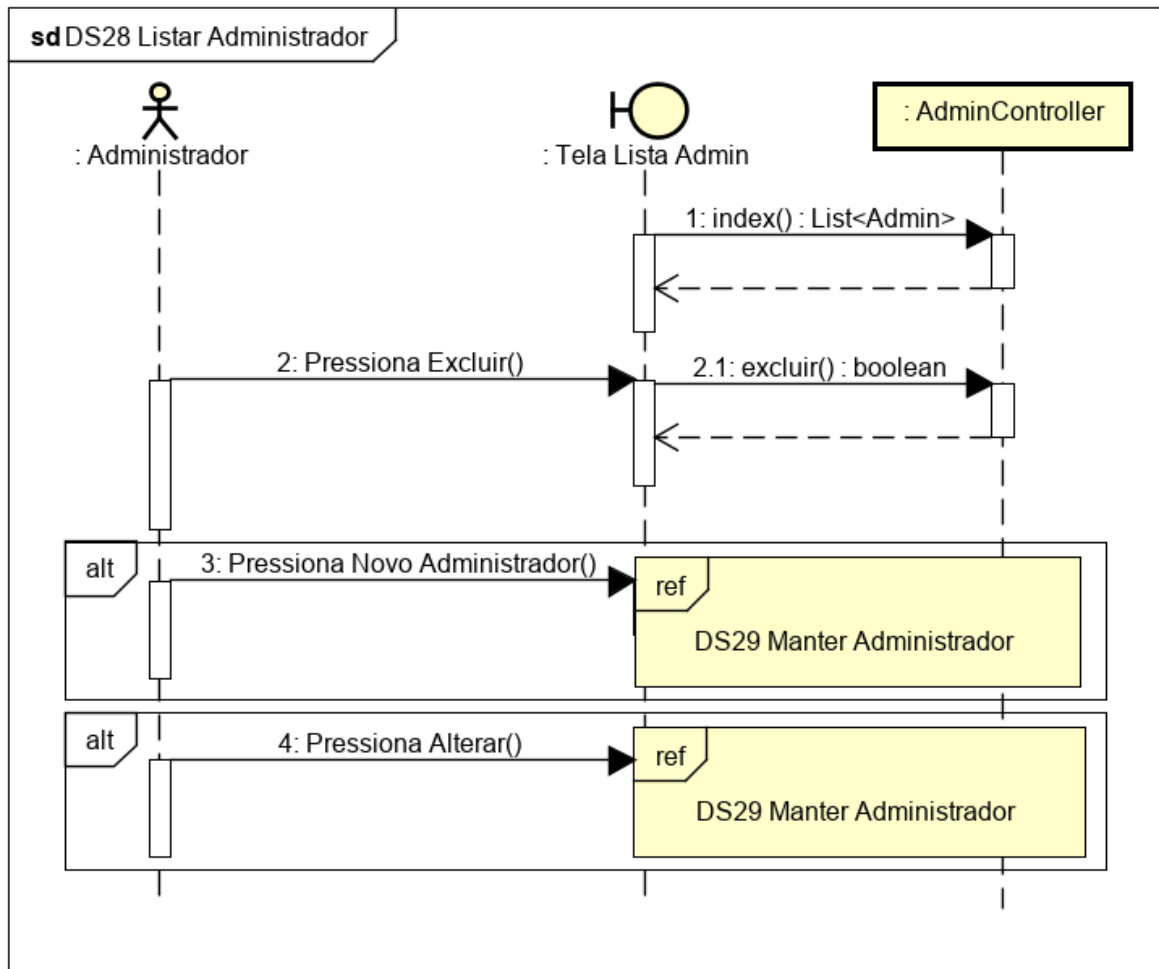 sd DS28 Listar Administrador
: Administrador
: Tela Lista Admin
: AdminController
1: index() : List<Admin>
2: Pressiona Excluir()
2.1: excluir() : boolean
alt
3: Pressiona Novo Administrador()
ref
DS29 Manter Administrador
alt
4: Pressiona Alterar()
ref
DS29 Manter Administrador